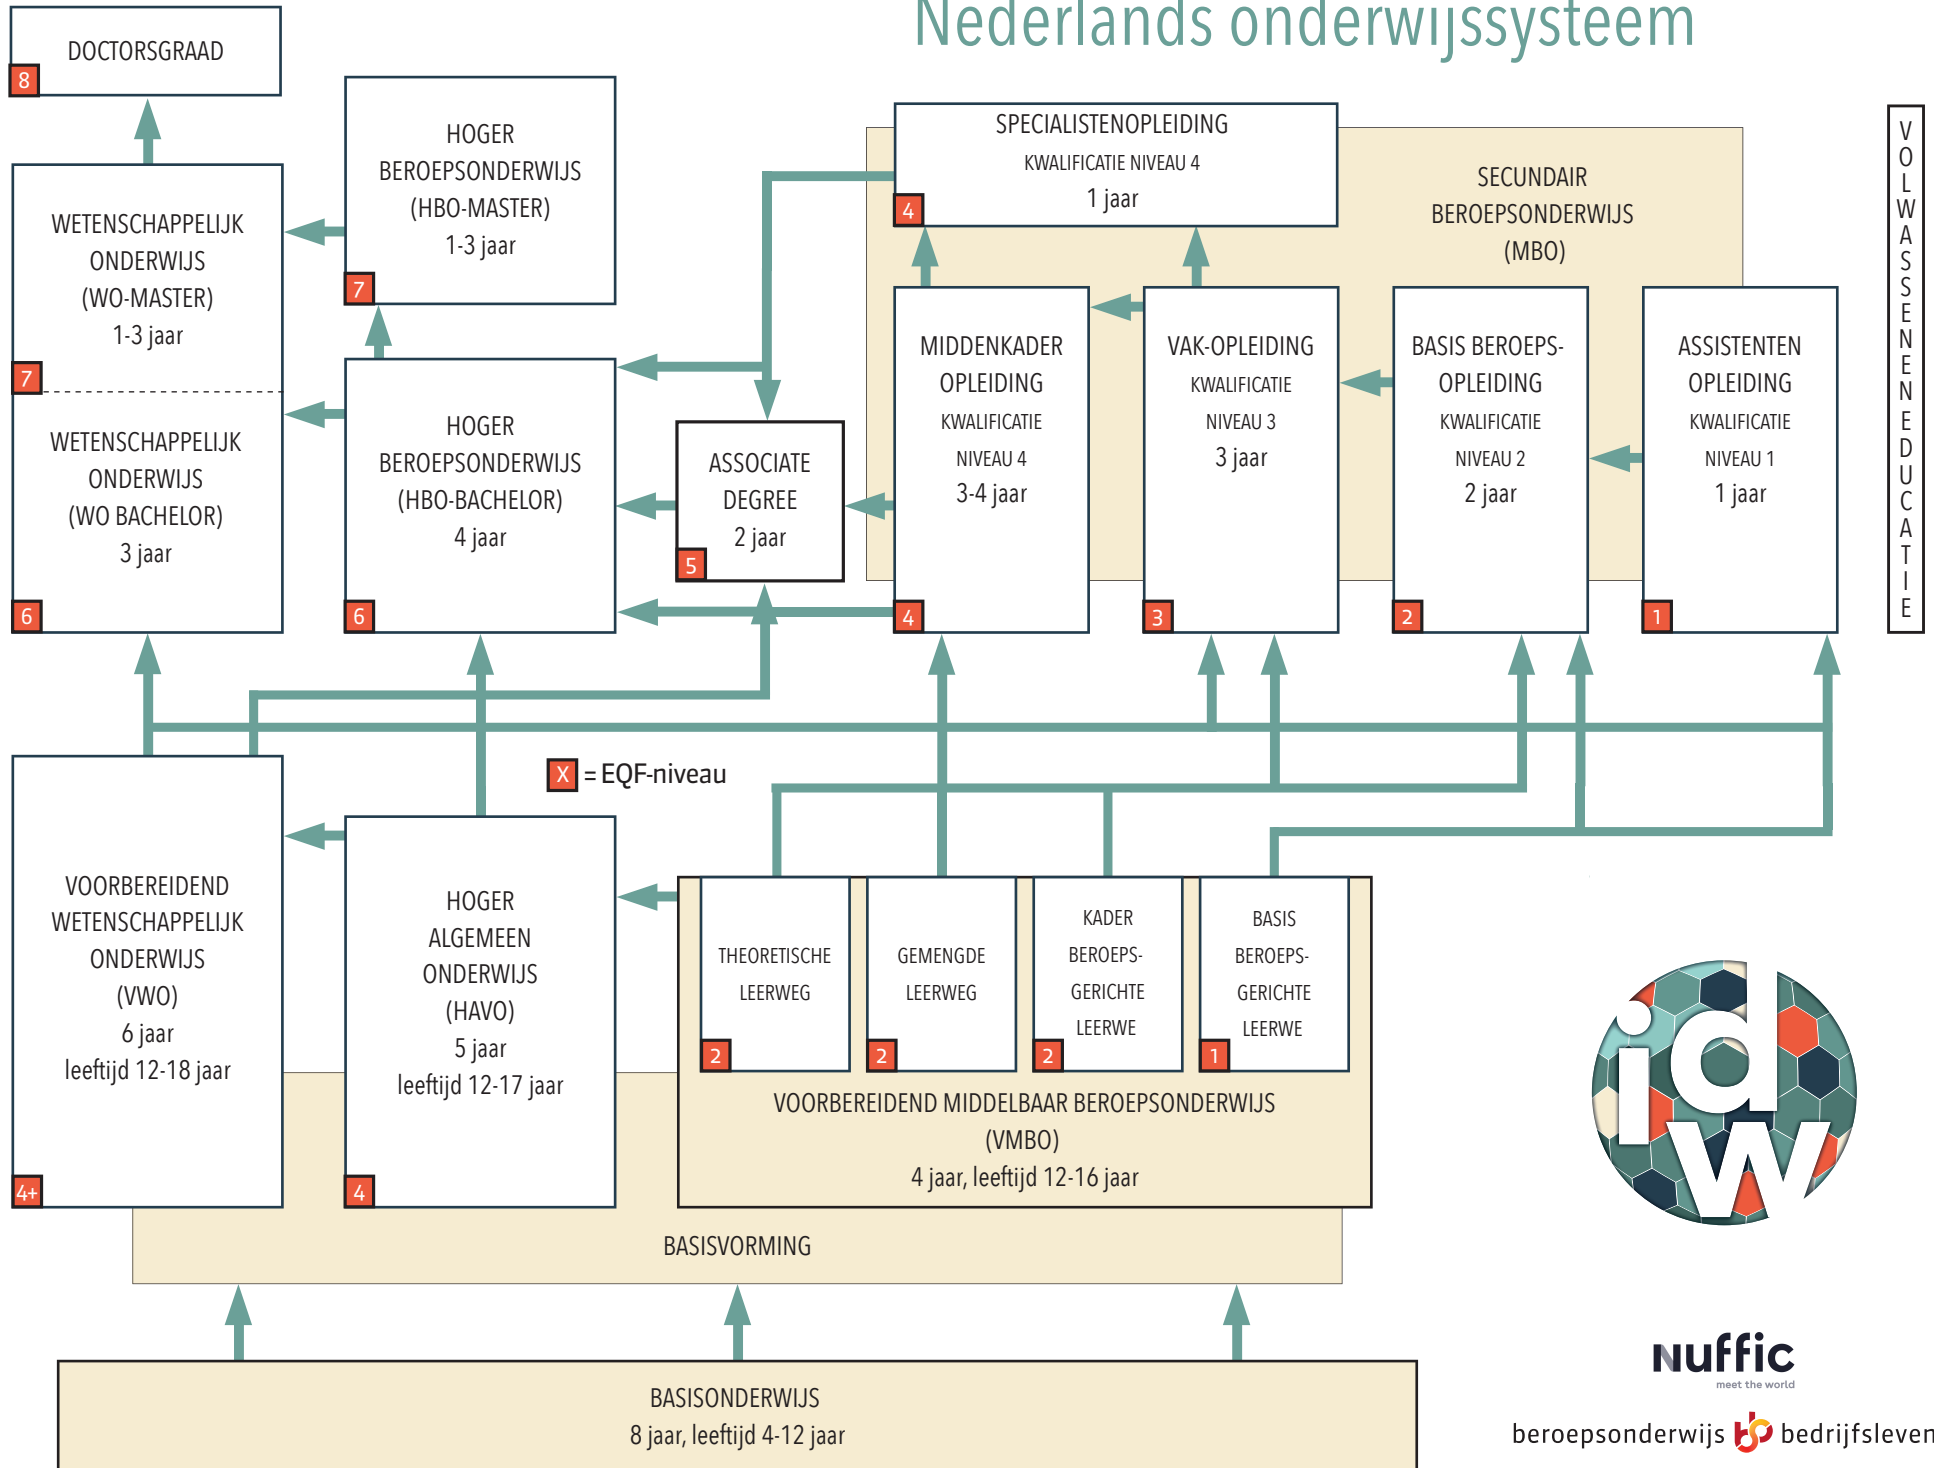 Nederlands onderwijssysteem
DOCTORSGRAAD
8
HOGER
BEROEPSONDERWIJS
(HBO-MASTER)
1-3 jaar
7
WETENSCHAPPELIJK
ONDERWIJS
(WO-MASTER)
1-3 jaar
7
WETENSCHAPPELIJK
ONDERWIJS
(WO BACHELOR)
3 jaar
6
HOGER
BEROEPSONDERWIJS
(HBO-BACHELOR)
4 jaar
6
ASSOCIATE
DEGREE
2 jaar
5
SPECIALISTENOPLEIDING
KWALIFICATIE NIVEAU 4
1 jaar
4
SECUNDAIR
BEROEPSONDERWIJS
(MBO)
MIDDENKADER
OPLEIDING
KWALIFICATIE
NIVEAU 4
3-4 jaar
4
VAK-OPLEIDING
KWALIFICATIE
NIVEAU 3
3 jaar
3
BASIS BEROEPS-
OPLEIDING
KWALIFICATIE
NIVEAU 2
2 jaar
2
ASSISTENTEN
OPLEIDING
KWALIFICATIE
NIVEAU 1
1 jaar
1
VOLWASSENENEDUCATIE
X = EQF-niveau
VOORBEREIDEND
WETENSCHAPPELIJK
ONDERWIJS
(VWO)
6 jaar
leeftijd 12-18 jaar
4+
HOGER
ALGEMEEN
ONDERWIJS
(HAVO)
5 jaar
leeftijd 12-17 jaar
4
THEORETISCHE
LEERWEG
2
GEMENGDE
LEERWEG
2
KADER
BEROEPS-
GERICHTE
LEERWE
2
BASIS
BEROEPS-
GERICHTE
LEERWE
1
VOORBEREIDEND MIDDELBAAR BEROEPSONDERWIJS
(VMBO)
4 jaar, leeftijd 12-16 jaar
BASISVORMING
BASISONDERWIJS
8 jaar, leeftijd 4-12 jaar
idw
nuffic
meet the world
beroepsonderwijs bedrijfsleven